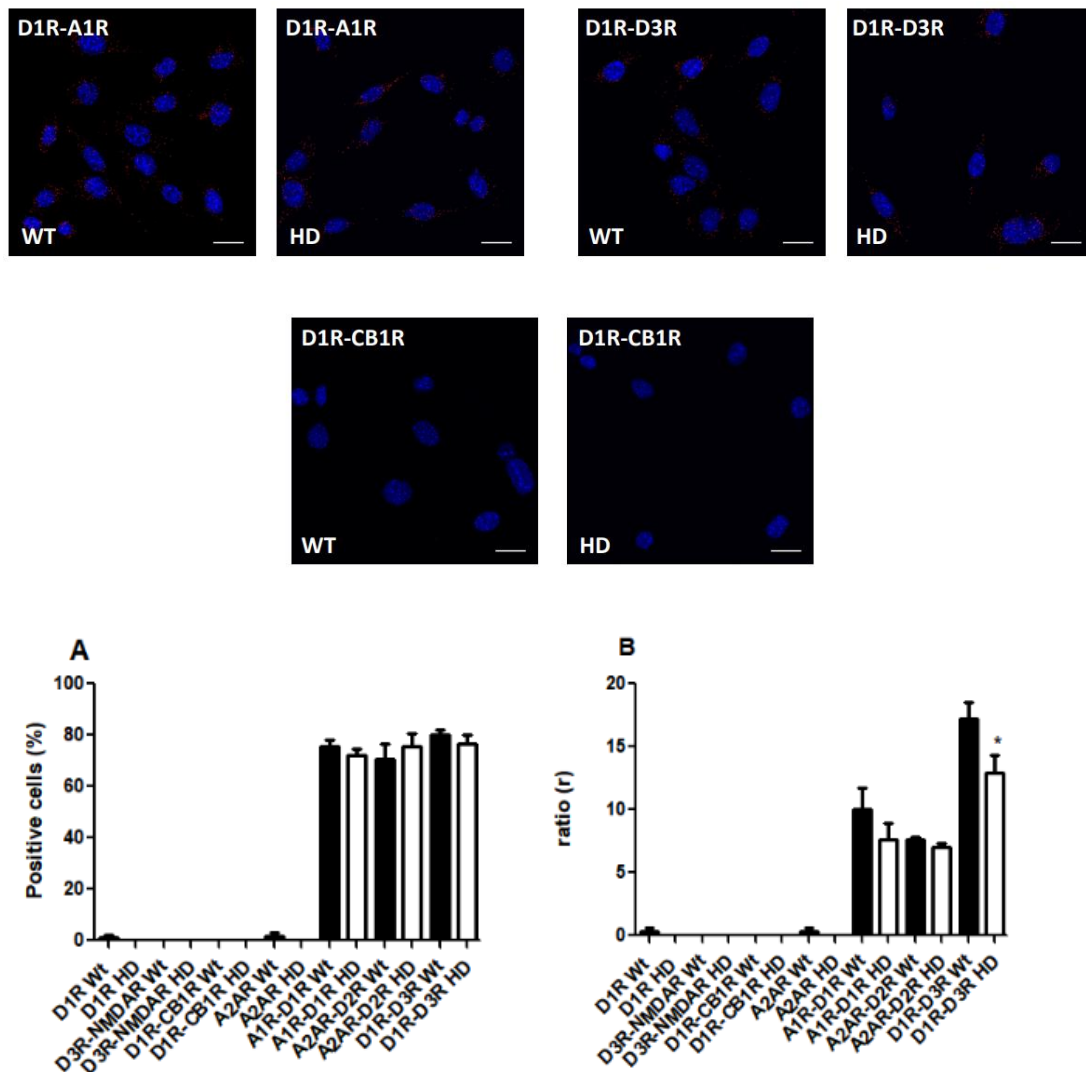 D1R-A1R
WT
D1R-A1R
HD
D1R-D3R
WT
D1R-D3R
HD
D1R-CB1R
WT
D1R-CB1R
HD
A
Positive cells (%)
100
80
60
40
20
0
D1R Wt
D1R HD
D3R-NMDAR Wt
D3R-NMDAR HD
D1R-CB1R Wt
D1R-CB1R HD
A2AR Wt
A2AR HD
A1R-D1R Wt
A1R-D1R HD
A2AR-D2R Wt
A2AR-D2R HD
D1R-D3R Wt
D1R-D3R HD
B
ratio (r)
20
15
10
5
0
*
D1R Wt
D1R HD
D3R-NMDAR Wt
D3R-NMDAR HD
D1R-CB1R Wt
D1R-CB1R HD
A2AR Wt
A2AR HD
A1R-D1R Wt
A1R-D1R HD
A2AR-D2R Wt
A2AR-D2R HD
D1R-D3R Wt
D1R-D3R HD